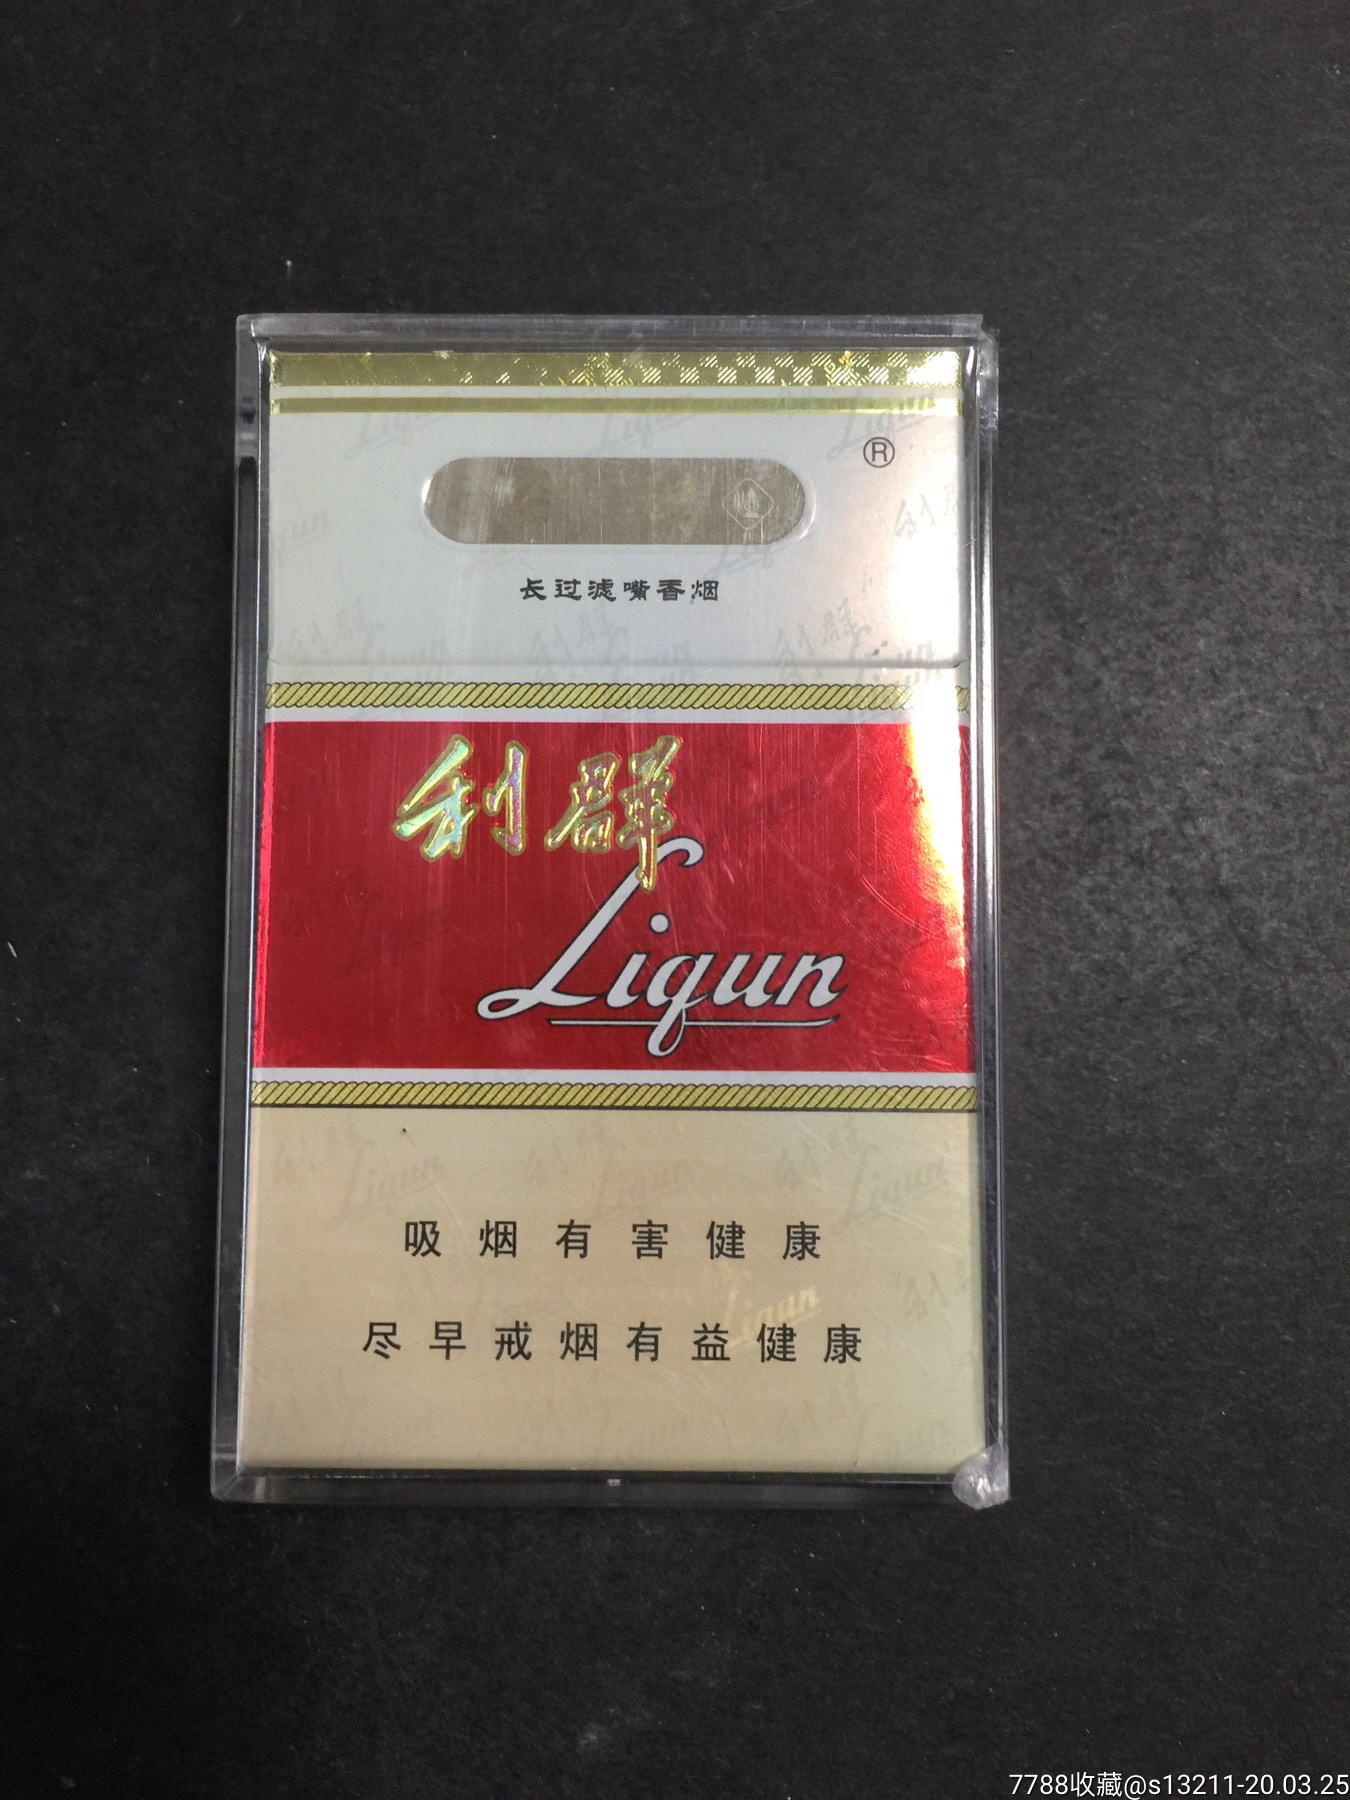 ®
长过滤嘴香烟
利群
Liqun
吸烟有害健康
尽早戒烟有益健康
7788收藏@s13211-20.03.25